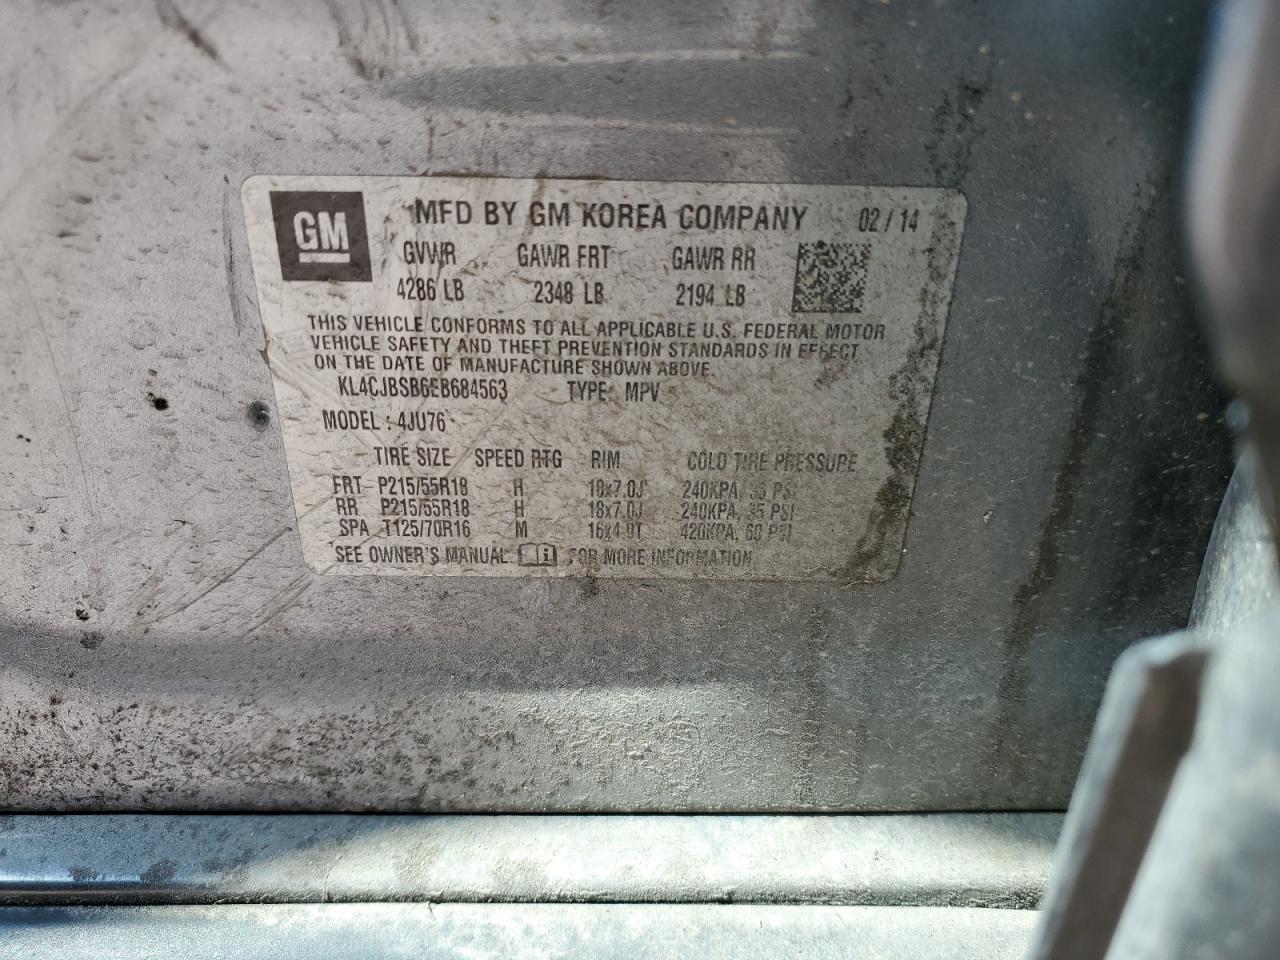 GM MFD BY GM KOREA COMPANY 02/14
GVWR GAWR FRT GAWR RR
4286 LB 2348 LB 2194 LB
THIS VEHICLE CONFORMS TO ALL APPLICABLE U.S. FEDERAL MOTOR
VEHICLE SAFETY AND THEFT PREVENTION STANDARDS IN EFFECT
ON THE DATE OF MANUFACTURE SHOWN ABOVE.
KL4CJBSB6EB684563 TYPE: MPV
MODEL : 4JU76
TIRE SIZE SPEED RTG RIM COLD TIRE PRESSURE
FRT P215/55R18 H 18x7.0J 240KPA, 35 PSI
RR P215/55R18 H 18x7.0J 240KPA, 35 PSI
SPA T125/70R16 M 16x4.0T 420KPA, 60 PSI
SEE OWNER'S MANUAL FOR MORE INFORMATION